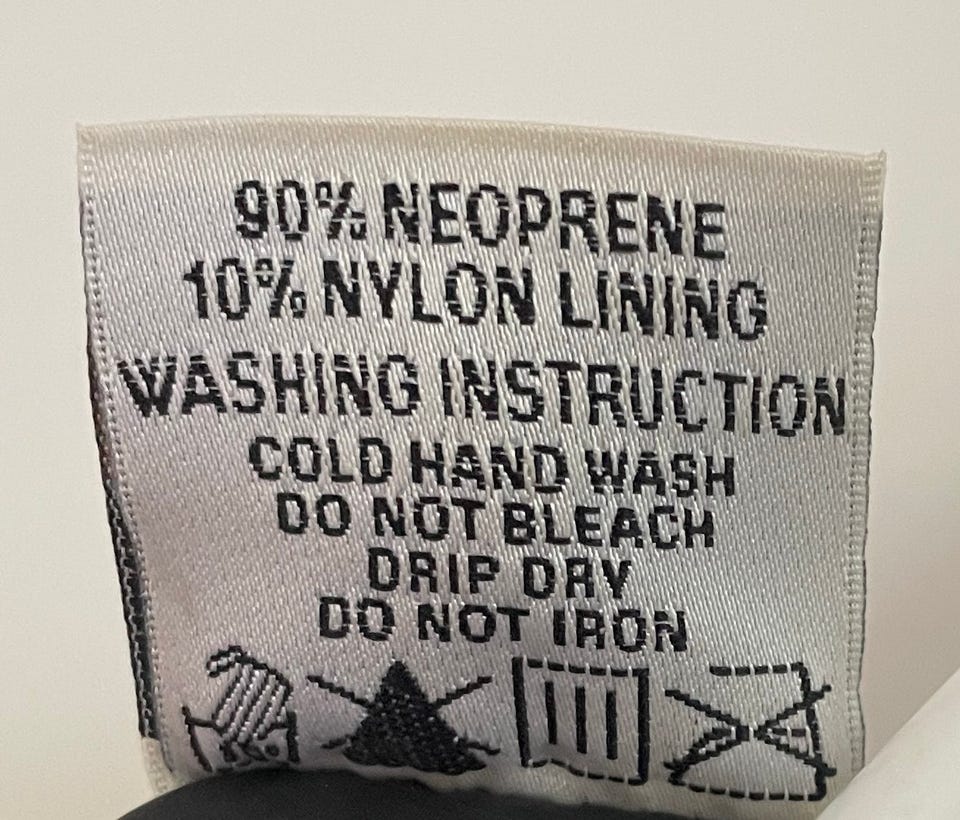 90% NEOPRENE
10% NYLON LINING
WASHING INSTRUCTION
COLD HAND WASH
DO NOT BLEACH
DRIP DRY
DO NOT IRON